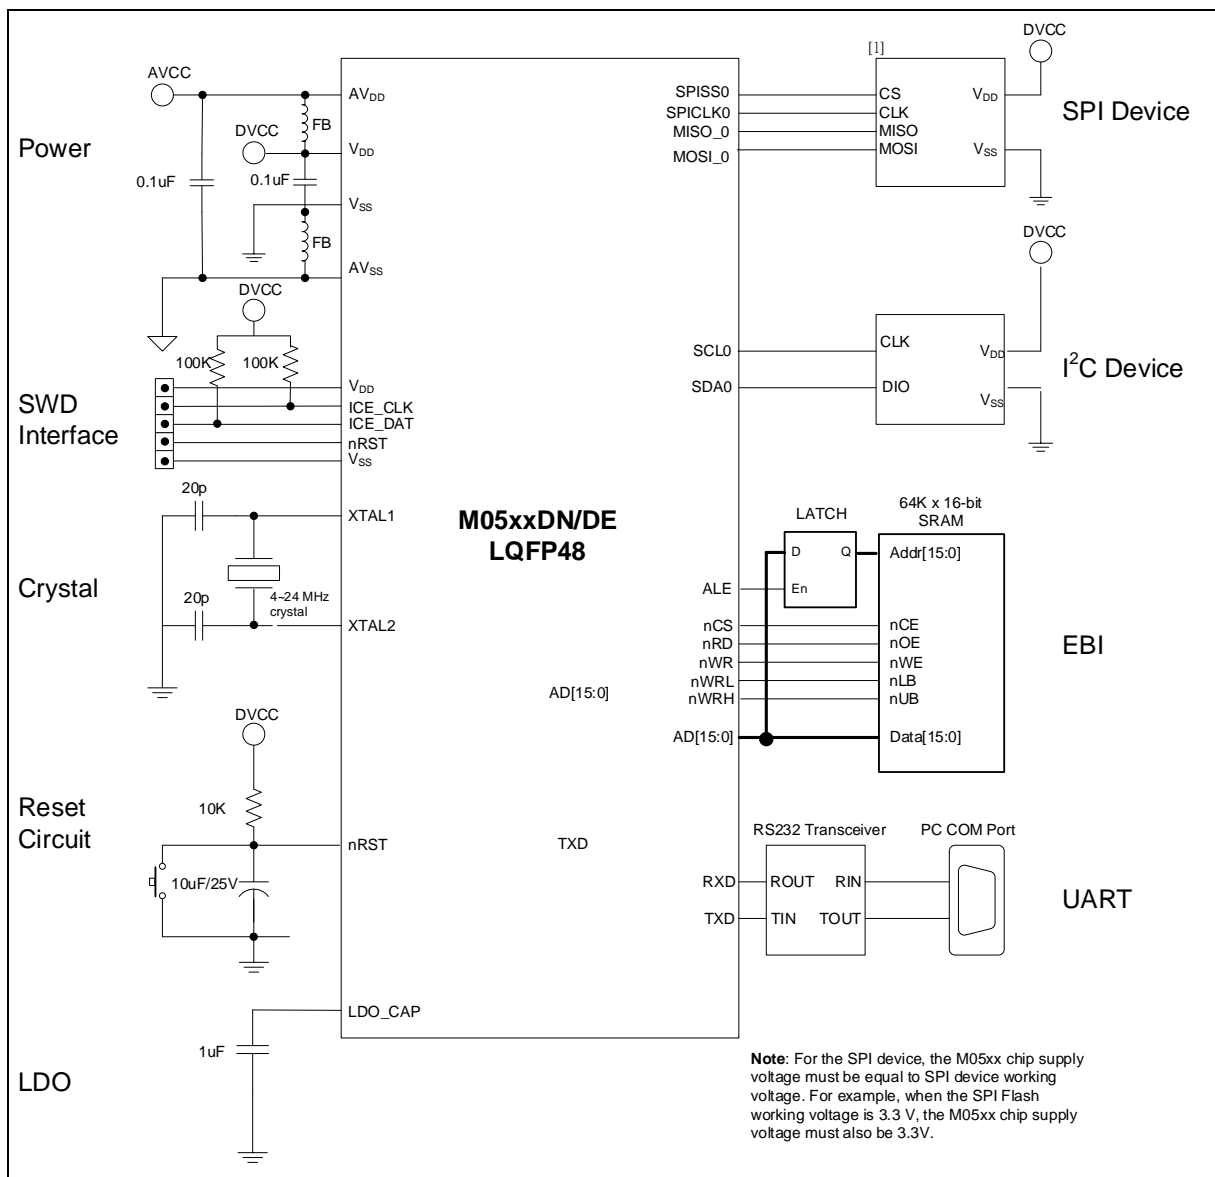 Power
AVCC
DVCC
0.1uF
0.1uF
FB
FB
AVDD
VDD
VSS
AVSS
SWD
Interface
DVCC
100K
100K
VDD
ICE_CLK
ICE_DAT
nRST
VSS
Crystal
20p
20p
4~24 MHz
crystal
XTAL1
XTAL2
Reset
Circuit
DVCC
10K
10uF/25V
nRST
LDO
1uF
LDO_CAP
M05xxDN/DE
LQFP48
AD[15:0]
TXD
SPISS0
SPICLK0
MISO_0
MOSI_0
[1]
CS
CLK
MISO
MOSI
VDD
VSS
DVCC
SPI Device
SCL0
SDA0
CLK
DIO
VDD
VSS
DVCC
I2C Device
LATCH
D
Q
En
64K x 16-bit
SRAM
Addr[15:0]
ALE
nCS
nRD
nWR
nWRL
nWRH
AD[15:0]
nCE
nOE
nWE
nLB
nUB
Data[15:0]
EBI
RS232 Transceiver
PC COM Port
RXD
TXD
ROUT
RIN
TIN
TOUT
UART
Note: For the SPI device, the M05xx chip supply
voltage must be equal to SPI device working
voltage. For example, when the SPI Flash
working voltage is 3.3 V, the M05xx chip supply
voltage must also be 3.3V.